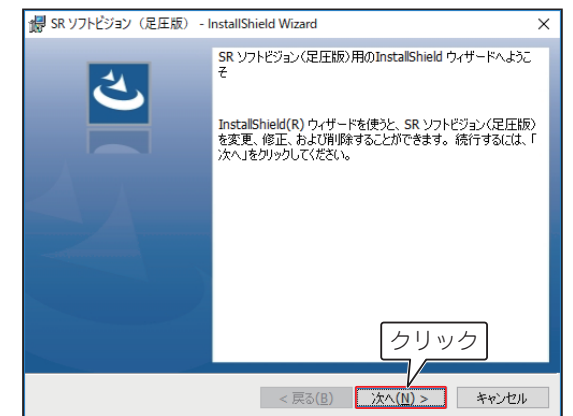 SR ソフトビジョン（足圧版） - InstallShield Wizard
SR ソフトビジョン(足圧版)用のInstallShield ウィザードへようこ
そ
InstallShield(R) ウィザードを使うと、SR ソフトビジョン(足圧版)
を変更、修正、および削除することができます。続行するには、「
次へ」をクリックしてください。
クリック
< 戻る(B) 次へ(N) > キャンセル